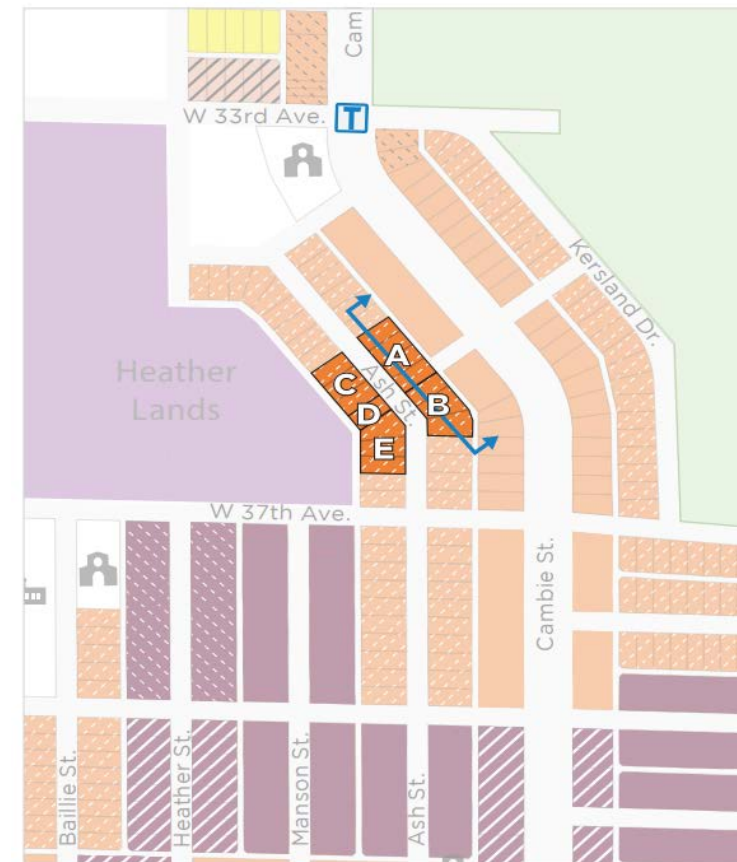 Cam
W 33rd Ave.
T
Kersland Dr.
Heather
Lands
A
Ash St.
C
B
D
E
W 37th Ave.
Cambie St.
Baillie St.
Heather St.
Manson St.
Ash St.